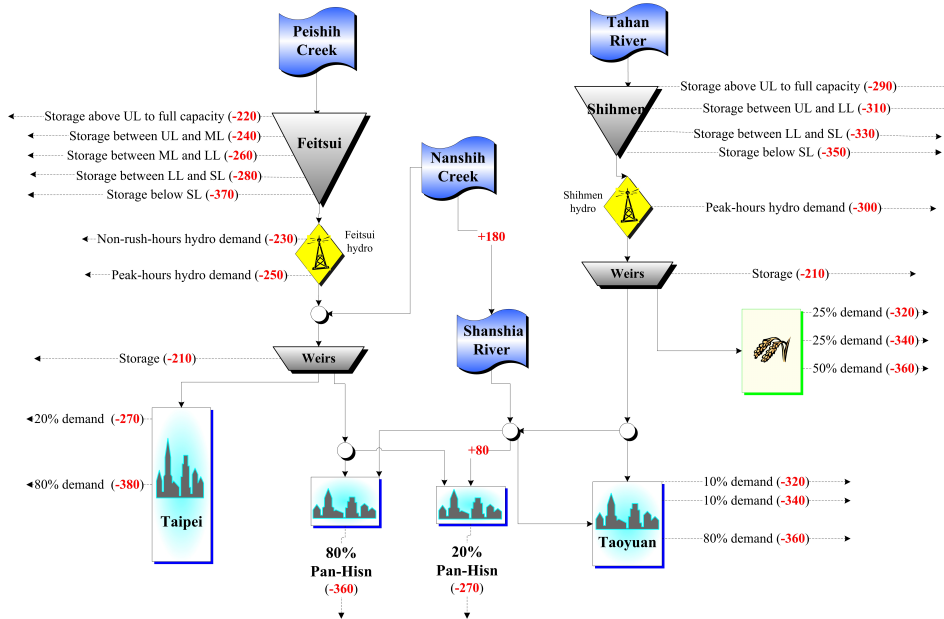 Peishih
Creek
Tahan
River
Storage above UL to full capacity (-220)
Storage between UL and ML (-240)
Storage between ML and LL (-260)
Storage between LL and SL (-280)
Storage below SL (-370)
Feitsui
Nanshih
Creek
Shihmen
Storage above UL to full capacity (-290)
Storage between UL and LL (-310)
Storage between LL and SL (-330)
Storage below SL (-350)
Non-rush-hours hydro demand (-230)
Peak-hours hydro demand (-250)
Feitsui
hydro
+180
Shihmen
hydro
Peak-hours hydro demand (-300)
Weirs
Storage (-210)
25% demand (-320)
25% demand (-340)
50% demand (-360)
Shanshia
River
Storage (-210)
Weirs
20% demand (-270)
80% demand (-380)
Taipei
+80
80%
Pan-Hisn
(-360)
20%
Pan-Hisn
(-270)
Taoyuan
10% demand (-320)
10% demand (-340)
80% demand (-360)